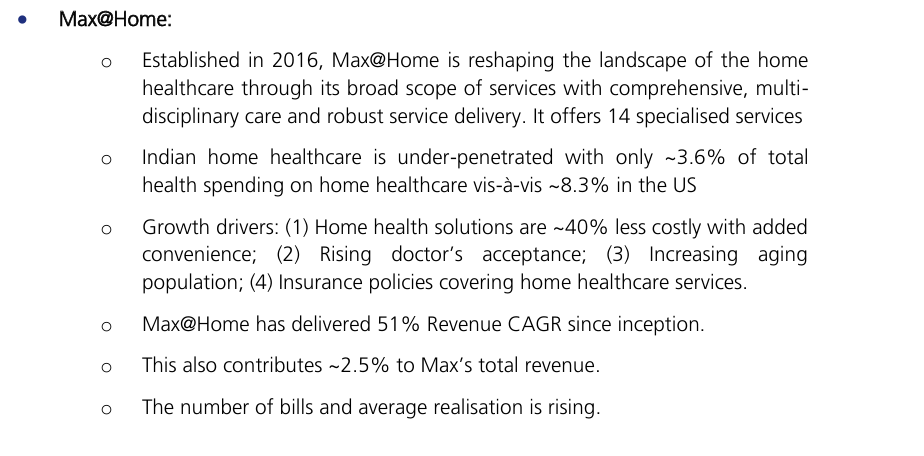 • Max@Home:
o Established in 2016, Max@Home is reshaping the landscape of the home
healthcare through its broad scope of services with comprehensive, multi-
disciplinary care and robust service delivery. It offers 14 specialised services
o Indian home healthcare is under-penetrated with only ~3.6% of total
health spending on home healthcare vis-à-vis ~8.3% in the US
o Growth drivers: (1) Home health solutions are ~40% less costly with added
convenience; (2) Rising doctor’s acceptance; (3) Increasing aging
population; (4) Insurance policies covering home healthcare services.
o Max@Home has delivered 51% Revenue CAGR since inception.
o This also contributes ~2.5% to Max’s total revenue.
o The number of bills and average realisation is rising.